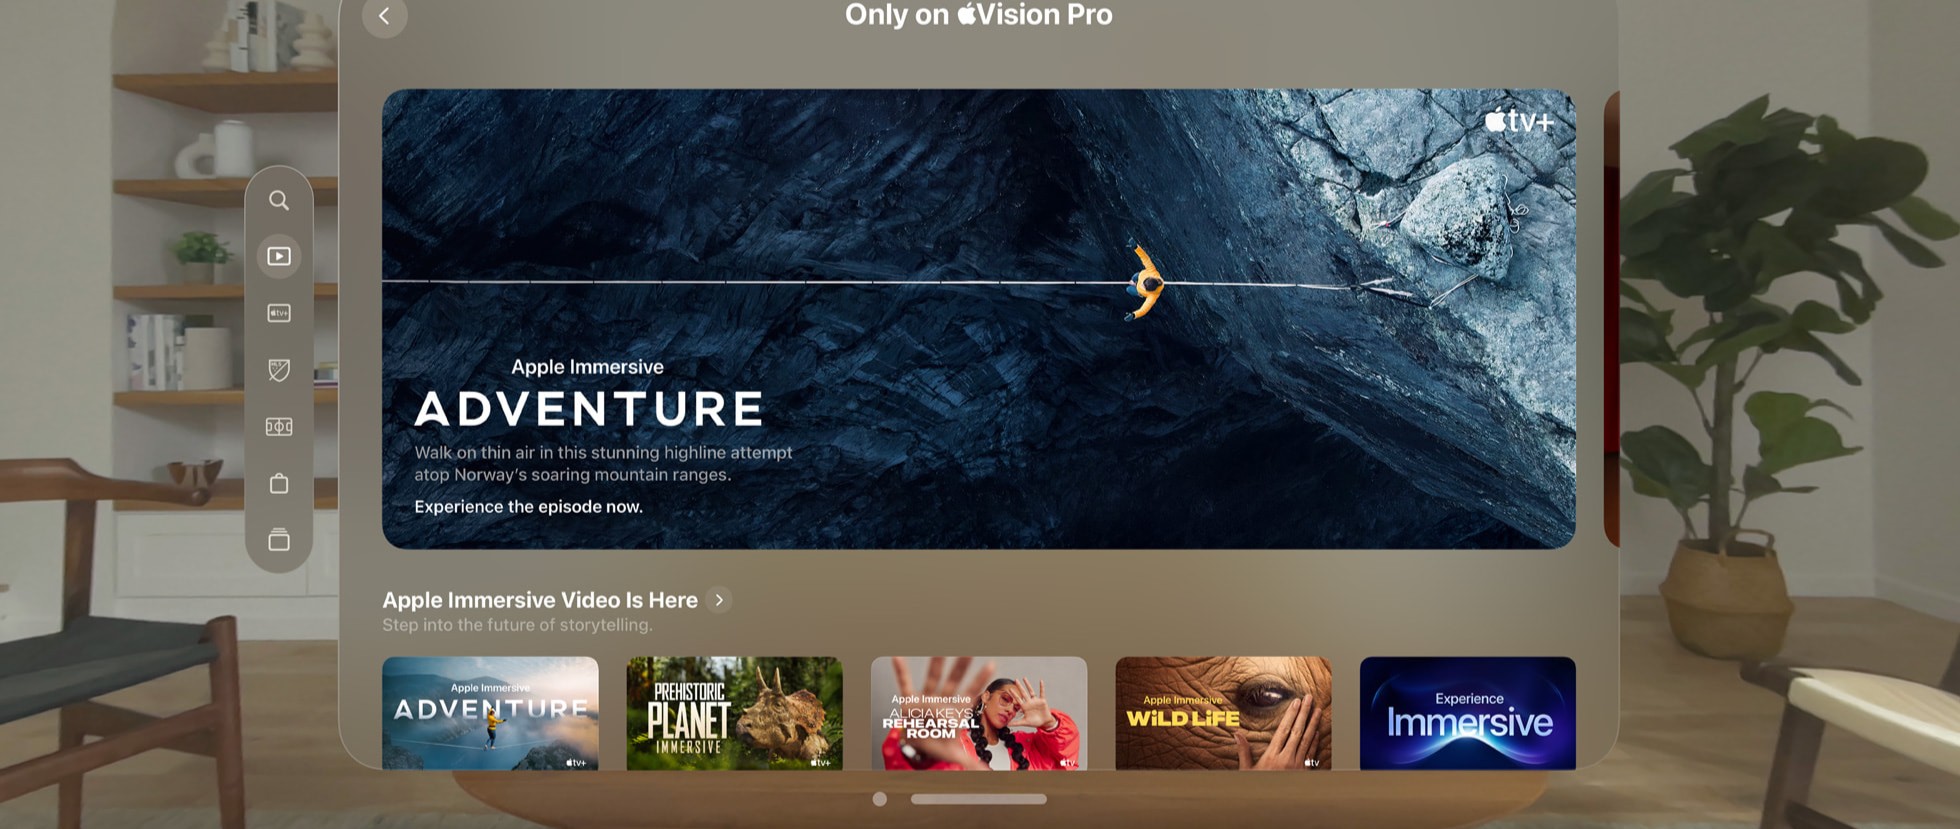 Only on Vision Pro
tv+
tv+
Apple Immersive
ADVENTURE
Walk on thin air in this stunning highline attempt
atop Norway's soaring mountain ranges.
Experience the episode now.
Apple Immersive Video Is Here
Step into the future of storytelling.
Apple Immersive
ADVENTURE
tv+
PREHISTORIC
PLANET
IMMERSIVE
tv+
Apple Immersive
ALICIA KEYS
REHEARSAL
ROOM
tv
Apple Immersive
WiLD LiFE
tv
Experience
Immersive